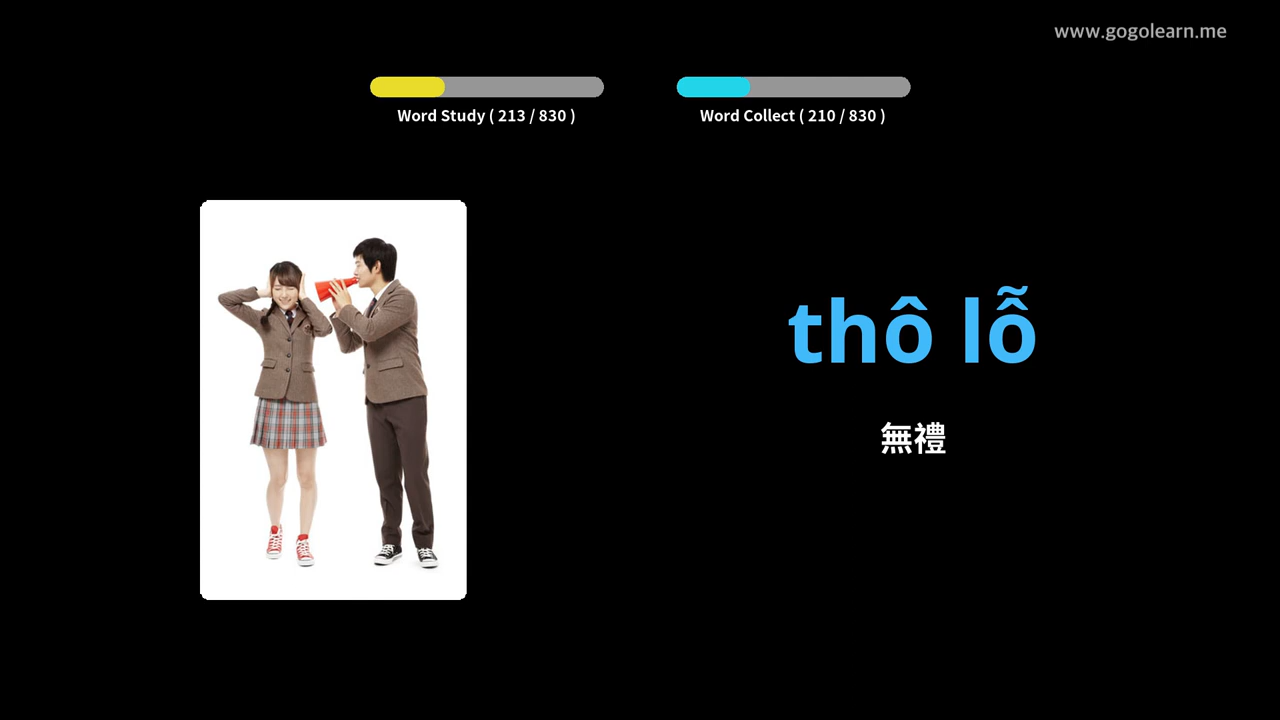 www.gogolearn.me
Word Study ( 213 / 830 )
Word Collect ( 210 / 830 )
thô lỗ
無禮